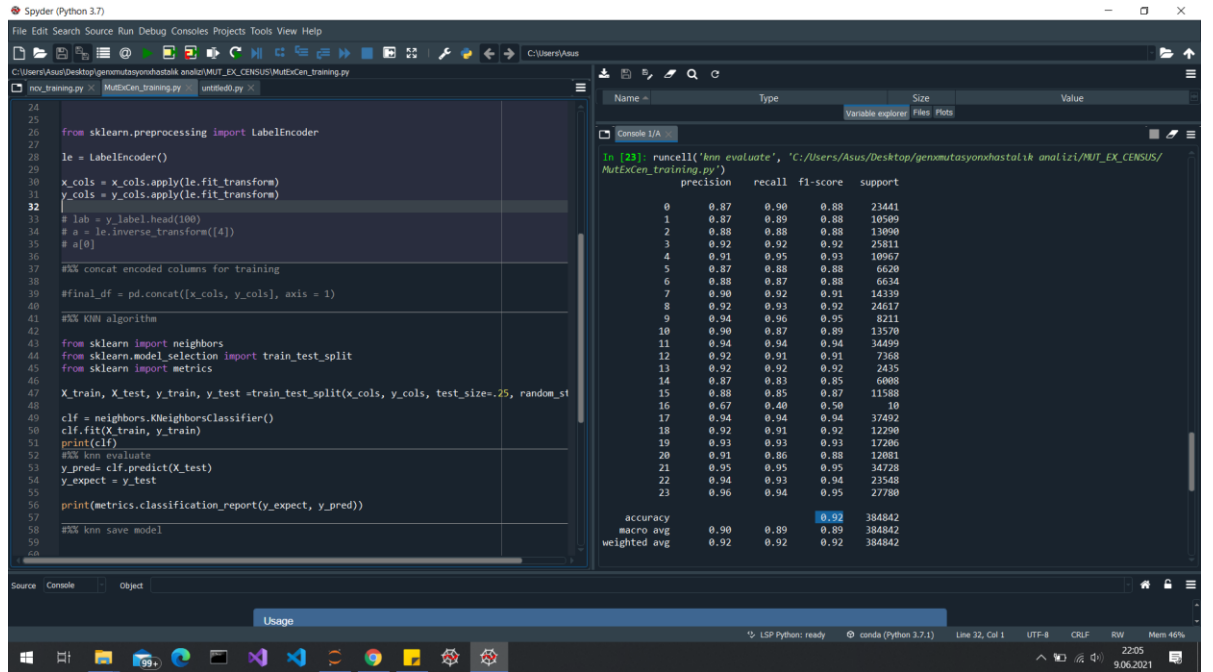 Spyder (Python 3.7)
File Edit Search Source Run Debug Consoles Projects Tools View Help
C:\Users\Asus
C:\Users\Asus\Desktop\genxmutasyonxhastalık analizi\MUT_EX_CENSUS\MutExCen_training.py
ncv_training.py MutExCen_training.py untitled0.py
24
25
26 from sklearn.preprocessing import LabelEncoder
27
28 le = LabelEncoder()
29
30 x_cols = x_cols.apply(le.fit_transform)
31 y_cols = y_cols.apply(le.fit_transform)
32
33 # lab = y_label.head(100)
34 # a = le.inverse_transform([4])
35 # a[0]
36
37 #%% concat encoded columns for training
38
39 #final_df = pd.concat([x_cols, y_cols], axis = 1)
40
41 #%% KNN algorithm
42
43 from sklearn import neighbors
44 from sklearn.model_selection import train_test_split
45 from sklearn import metrics
46
47 X_train, X_test, y_train, y_test =train_test_split(x_cols, y_cols, test_size=.25, random_st
48
49 clf = neighbors.KNeighborsClassifier()
50 clf.fit(X_train, y_train)
51 print(clf)
52 #%% knn evaluate
53 y_pred= clf.predict(X_test)
54 y_expect = y_test
55
56 print(metrics.classification_report(y_expect, y_pred))
57
58 #%% knn save model
59
60
Name Type Size Value
Variable explorer Files Plots
Console 1/A
In [23]: runcell('knn evaluate', 'C:/Users/Asus/Desktop/genxmutasyonxhastalık analizi/MUT_EX_CENSUS/
MutExCen_training.py')
precision recall f1-score support
0 0.87 0.90 0.88 23441
1 0.87 0.89 0.88 10509
2 0.88 0.88 0.88 13090
3 0.92 0.92 0.92 25811
4 0.91 0.95 0.93 10967
5 0.87 0.88 0.88 6620
6 0.88 0.87 0.88 6634
7 0.90 0.92 0.91 14339
8 0.92 0.93 0.92 24617
9 0.94 0.96 0.95 8211
10 0.90 0.87 0.89 13570
11 0.94 0.94 0.94 34499
12 0.92 0.91 0.91 7368
13 0.92 0.92 0.92 2435
14 0.87 0.83 0.85 6008
15 0.88 0.85 0.87 11588
16 0.67 0.40 0.50 10
17 0.94 0.94 0.94 37492
18 0.92 0.91 0.92 12290
19 0.93 0.93 0.93 17206
20 0.91 0.86 0.88 12081
21 0.95 0.95 0.95 34728
22 0.94 0.93 0.94 23548
23 0.96 0.94 0.95 27780
accuracy 0.92 384842
macro avg 0.90 0.89 0.89 384842
weighted avg 0.92 0.92 0.92 384842
Source Console Object
Usage
LSP Python: ready conda (Python 3.7.1) Line 32, Col 1 UTF-8 CRLF RW Mem 46%
99+
22:05
9.06.2021